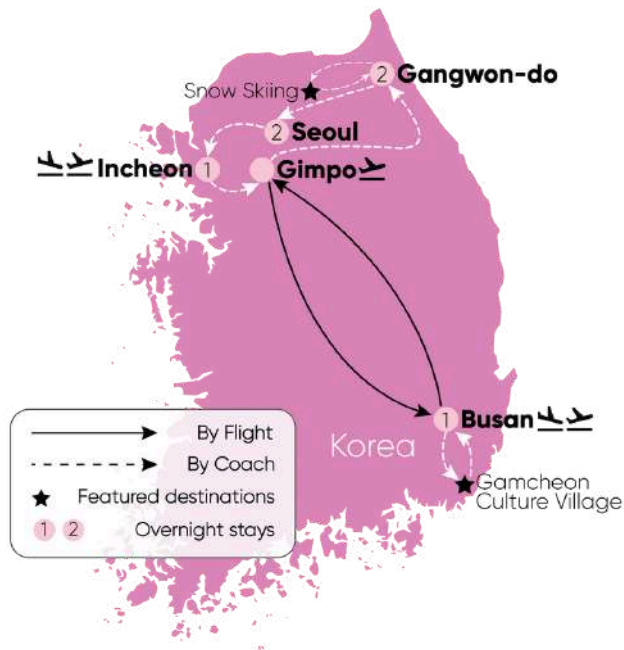 2 Gangwon-do
Snow Skiing
2 Seoul
Incheon 1
Gimpo
1 Busan
Korea
Gamcheon
Culture Village
By Flight
By Coach
Featured destinations
1 2 Overnight stays